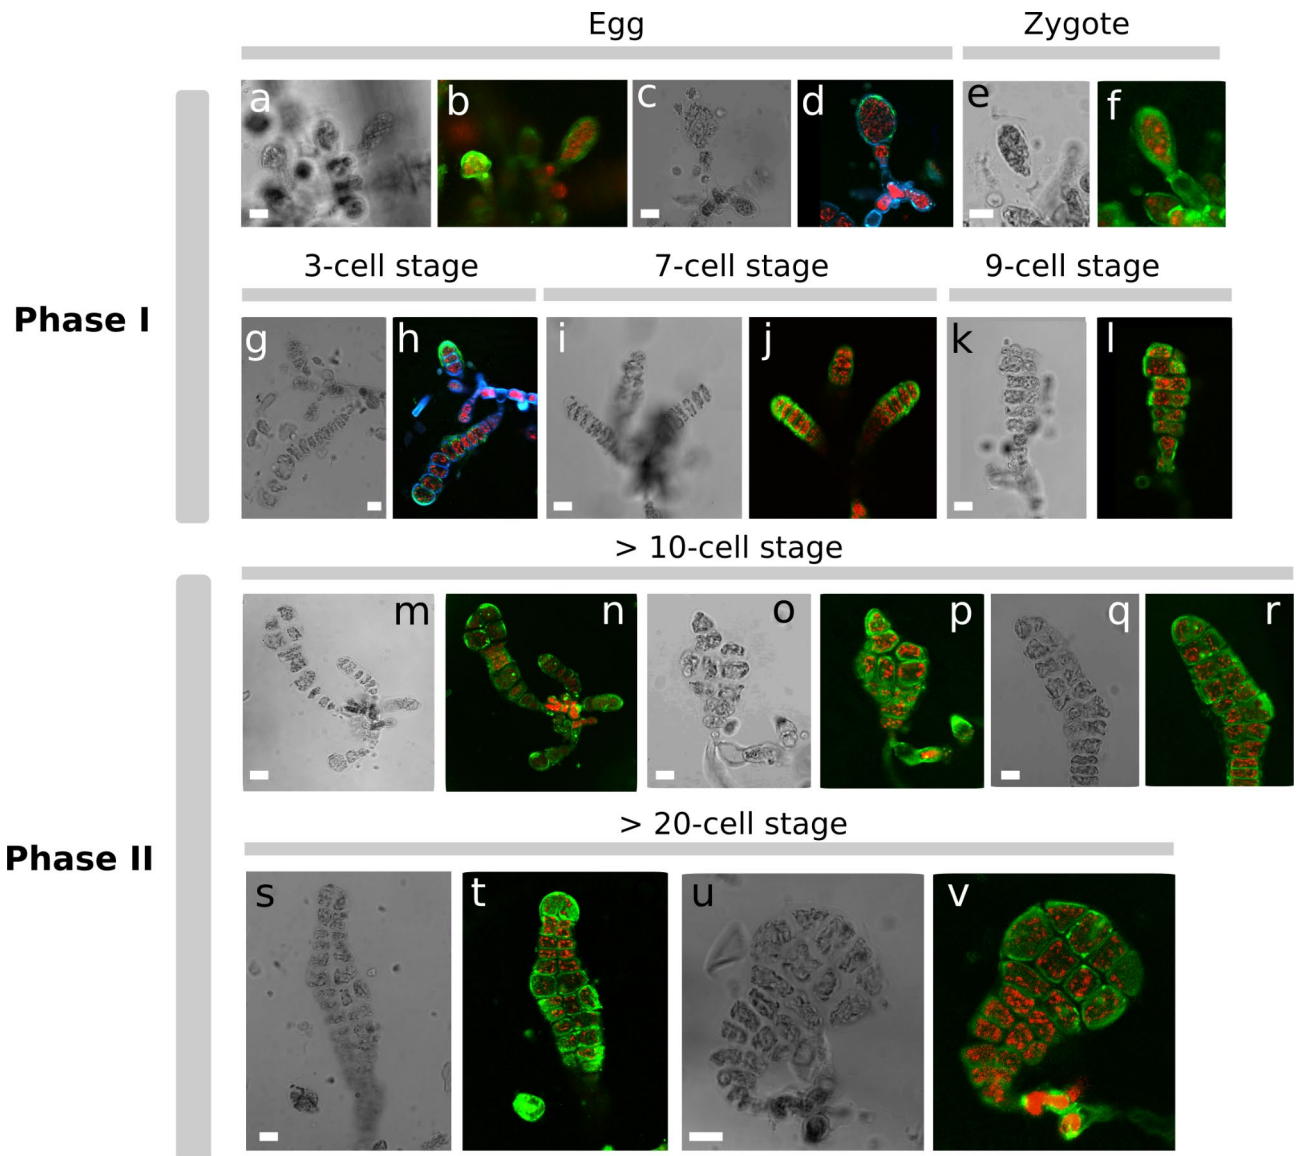 Egg Zygote
a b c d e f
3-cell stage 7-cell stage 9-cell stage
Phase I
g h i j k l
> 10-cell stage
m n o p q r
> 20-cell stage
Phase II
s t u v